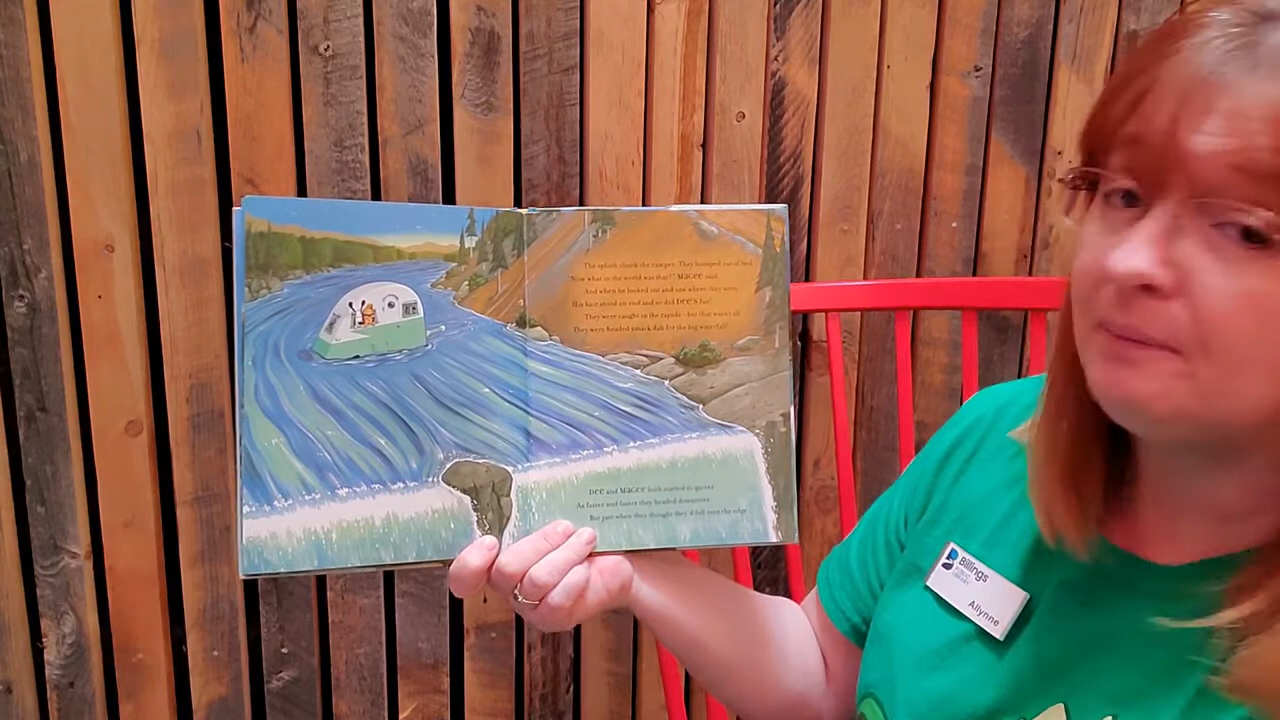 The splash shook the camper. They bumped out of bed.
"Now what in the world was that?" MAGEE said.
And when he looked out and saw where they were,
His hair stood on end and so did DEE'S fur!
They were caught in the rapids—but that wasn't all
They were headed smack-dab for the big waterfall!
DEE and MAGEE both started to quiver
As faster and faster they headed downriver.
But just when they thought they'd fall over the edge
Billings
PUBLIC
LIBRARY
Allynne